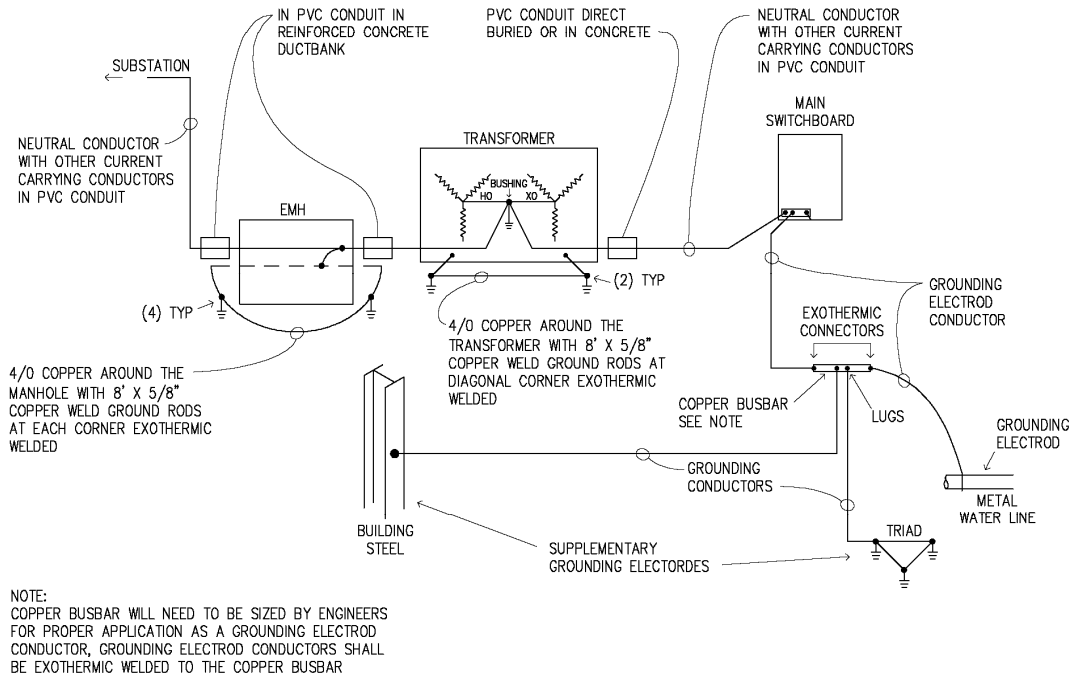 IN PVC CONDUIT IN
REINFORCED CONCRETE
DUCTBANK
PVC CONDUIT DIRECT
BURIED OR IN CONCRETE
NEUTRAL CONDUCTOR
WITH OTHER CURRENT
CARRYING CONDUCTORS
IN PVC CONDUIT
SUBSTATION
MAIN
SWITCHBOARD
NEUTRAL CONDUCTOR
WITH OTHER CURRENT
CARRYING CONDUCTORS
IN PVC CONDUIT
TRANSFORMER
BUSHING
HO
XO
EMH
(4) TYP
(2) TYP
GROUNDING
ELECTROD
CONDUCTOR
EXOTHERMIC
CONNECTORS
4/0 COPPER AROUND THE
TRANSFORMER WITH 8' X 5/8"
COPPER WELD GROUND RODS AT
DIAGONAL CORNER EXOTHERMIC
WELDED
4/0 COPPER AROUND THE
MANHOLE WITH 8' X 5/8"
COPPER WELD GROUND RODS
AT EACH CORNER EXOTHERMIC
WELDED
COPPER BUSBAR
SEE NOTE
LUGS
GROUNDING
ELECTROD
GROUNDING
CONDUCTORS
METAL
WATER LINE
BUILDING
STEEL
TRIAD
SUPPLEMENTARY
GROUNDING ELECTORDES
NOTE:
COPPER BUSBAR WILL NEED TO BE SIZED BY ENGINEERS
FOR PROPER APPLICATION AS A GROUNDING ELECTROD
CONDUCTOR, GROUNDING ELECTROD CONDUCTORS SHALL
BE EXOTHERMIC WELDED TO THE COPPER BUSBAR